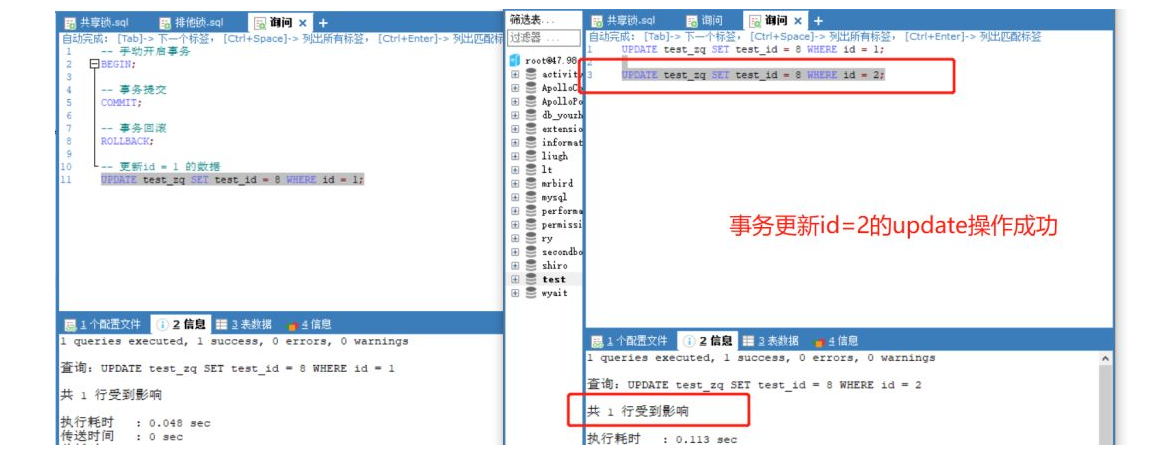 共享锁.sql 排他锁.sql 询问 × +
自动完成: [Tab]-> 下一个标签, [Ctrl+Space]-> 列出所有标签, [Ctrl+Enter]-> 列出匹配标
1 -- 手动开启事务
2 BEGIN;
3
4 -- 事务提交
5 COMMIT;
6
7 -- 事务回滚
8 ROLLBACK;
9
10 -- 更新id = 1 的数据
11 UPDATE test_zq SET test_id = 8 WHERE id = 1;
1 个配置文件 2 信息 3 表数据 4 信息
1 queries executed, 1 success, 0 errors, 0 warnings
查询: UPDATE test_zq SET test_id = 8 WHERE id = 1
共 1 行受到影响
执行耗时 : 0.048 sec
传送时间 : 0 sec
筛选表...
过滤器 ...
root@47.98
activity
ApolloCo
ApolloPo
db_youzh
extensio
informat
liugh
lt
mrbird
mysql
performa
permissi
ry
secondbo
shiro
test
wyait
共享锁.sql 询问 询问 × +
自动完成: [Tab]-> 下一个标签, [Ctrl+Space]-> 列出所有标签, [Ctrl+Enter]-> 列出匹配标签
1 UPDATE test_zq SET test_id = 8 WHERE id = 1;
2
3 UPDATE test_zq SET test_id = 8 WHERE id = 2;
事务更新id=2的update操作成功
1 个配置文件 2 信息 3 表数据 4 信息
1 queries executed, 1 success, 0 errors, 0 warnings
查询: UPDATE test_zq SET test_id = 8 WHERE id = 2
共 1 行受到影响
执行耗时 : 0.113 sec